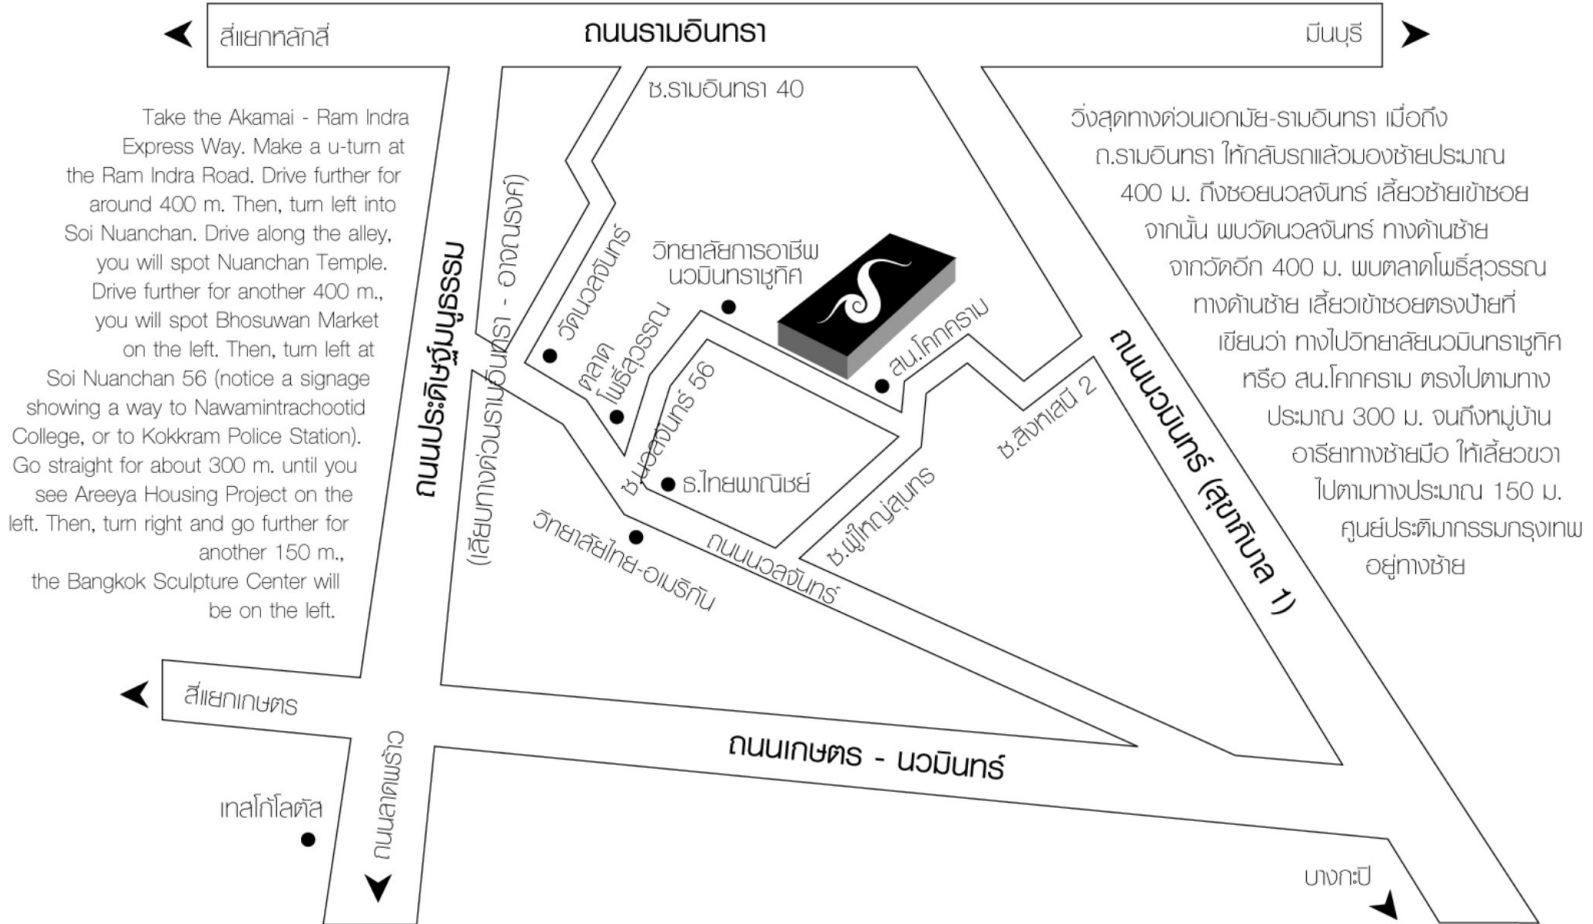 สี่แยกหลักสี่
ถนนรามอินทรา
มีนบุรี
ซ.รามอินทรา 40
Take the Akamai - Ram Indra
Express Way. Make a u-turn at
the Ram Indra Road. Drive further for
around 400 m. Then, turn left into
Soi Nuanchan. Drive along the alley,
you will spot Nuanchan Temple.
Drive further for another 400 m.,
you will spot Bhosuwan Market
on the left. Then, turn left at
Soi Nuanchan 56 (notice a signage
showing a way to Nawamintrachootid
College, or to Kokkram Police Station).
Go straight for about 300 m. until you
see Areeya Housing Project on the
left. Then, turn right and go further for
another 150 m.,
the Bangkok Sculpture Center will
be on the left.
ถนนประดิษฐ์มนูธรรม
(เลียบทางด่วนรามอินทรา - อาจณรงค์)
วัดนวลจันทร์
ตลาด
โพธิ์สุวรรณ
วิทยาลัยการอาชีพ
นวมินทราชูทิศ
สน.โคกคราม
ซ.นวลจันทร์ 56
ธ.ไทยพาณิชย์
วิทยาลัยไทย-อเมริกัน
ถนนนวลจันทร์
ซ.ผู้ใหญ่สุนทร
ซ.สิงหเสนี 2
ถนนนวมินทร์ (สุขาภิบาล 1)
วิ่งสุดทางด่วนเอกมัย-รามอินทรา เมื่อถึง
ถ.รามอินทรา ให้กลับรถแล้วมองซ้ายประมาณ
400 ม. ถึงซอยนวลจันทร์ เลี้ยวซ้ายเข้าซอย
จากนั้น พบวัดนวลจันทร์ ทางด้านซ้าย
จากวัดอีก 400 ม. พบตลาดโพธิ์สุวรรณ
ทางด้านซ้าย เลี้ยวเข้าซอยตรงป้ายที่
เขียนว่า ทางไปวิทยาลัยนวมินทราชูทิศ
หรือ สน.โคกคราม ตรงไปตามทาง
ประมาณ 300 ม. จนถึงหมู่บ้าน
อารียาทางซ้ายมือ ให้เลี้ยวขวา
ไปตามทางประมาณ 150 ม.
ศูนย์ประติมากรรมกรุงเทพ
อยู่ทางซ้าย
สี่แยกเกษตร
ถนนเกษตร - นวมินทร์
ถนนลาดพร้าว
เทสโก้โลตัส
บางกะปิ